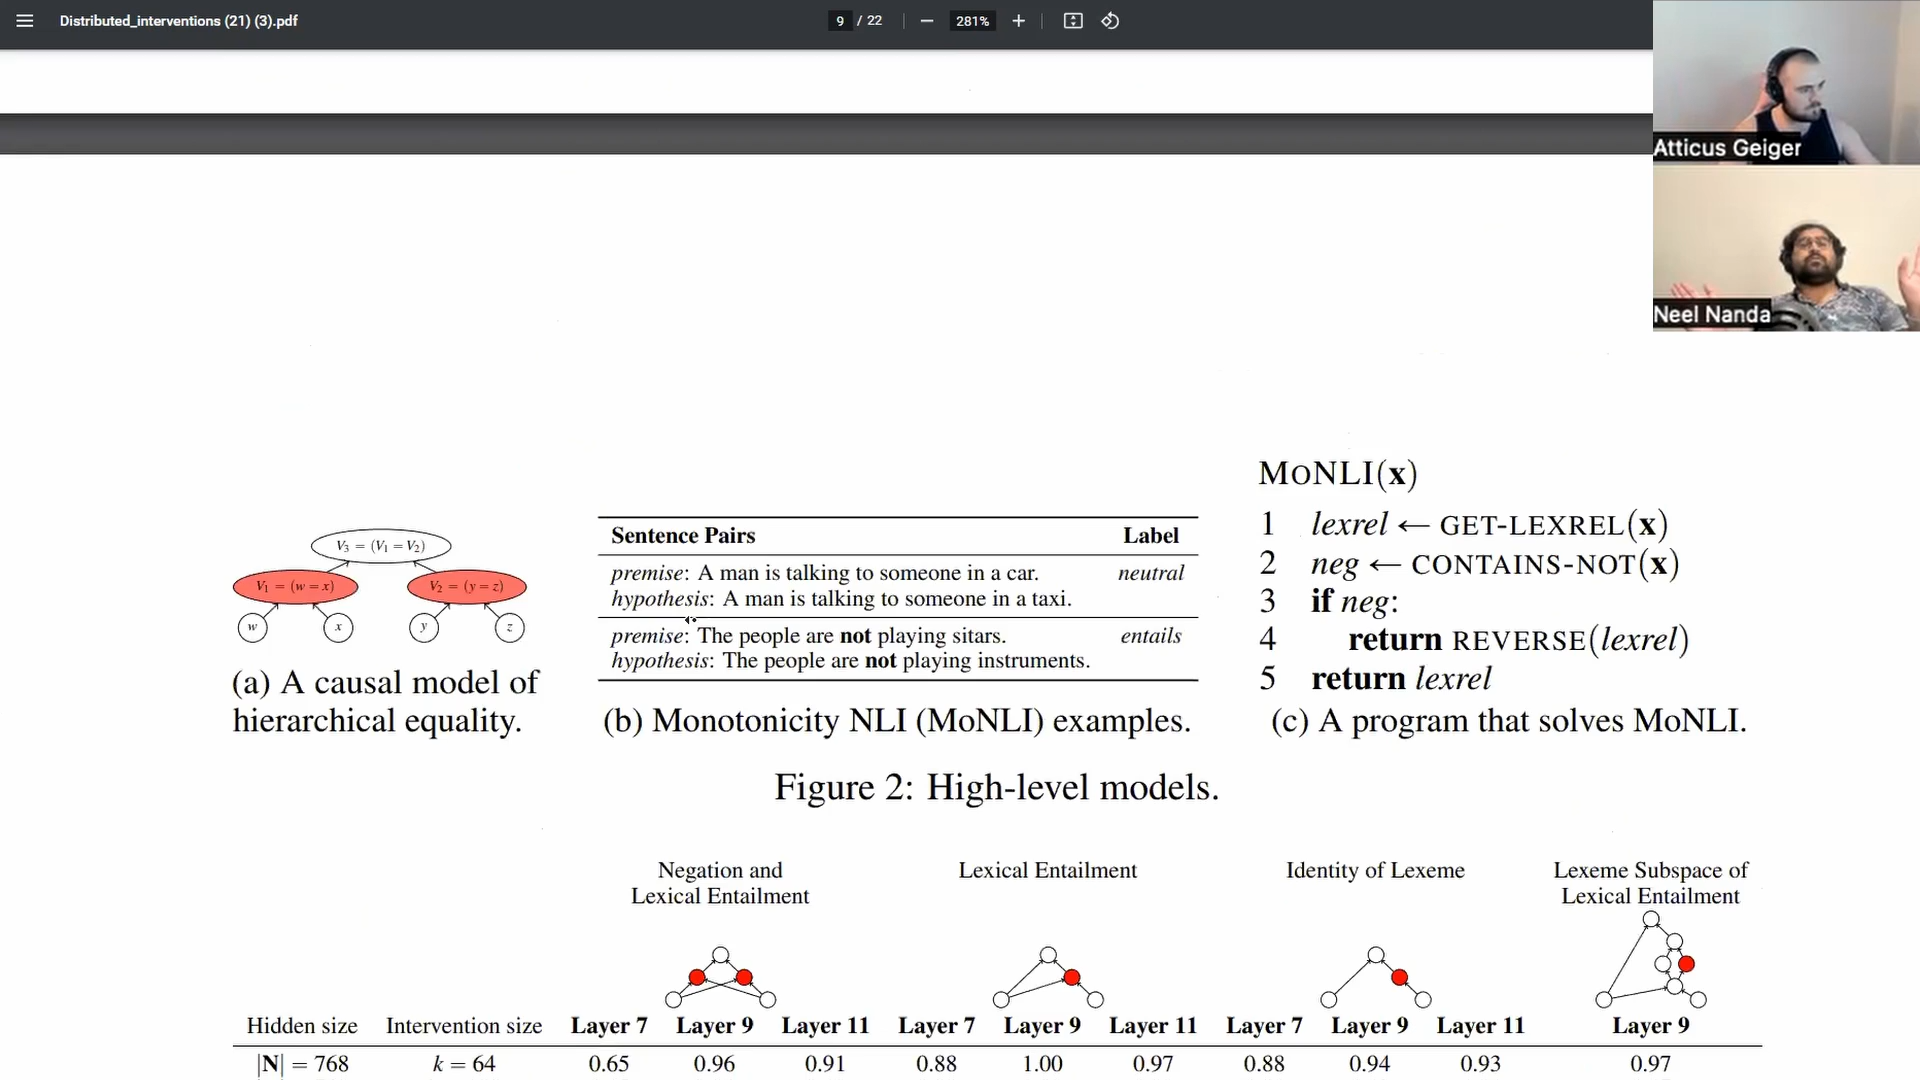 Distributed_interventions (21) (3).pdf
9 / 22
281%
Atticus Geiger
Neel Nanda
V3 = (V1 = V2)
V1 = (w = x)
V2 = (y = z)
w
x
y
z
(a) A causal model of
hierarchical equality.
Sentence Pairs Label
premise: A man is talking to someone in a car. neutral
hypothesis: A man is talking to someone in a taxi.
premise: The people are not playing sitars. entails
hypothesis: The people are not playing instruments.
(b) Monotonicity NLI (MoNLI) examples.
MONLI(x)
1 lexrel ← GET-LEXREL(x)
2 neg ← CONTAINS-NOT(x)
3 if neg:
4 return REVERSE(lexrel)
5 return lexrel
(c) A program that solves MoNLI.
Figure 2: High-level models.
Negation and
Lexical Entailment
Lexical Entailment
Identity of Lexeme
Lexeme Subspace of
Lexical Entailment
Hidden size Intervention size Layer 7 Layer 9 Layer 11 Layer 7 Layer 9 Layer 11 Layer 7 Layer 9 Layer 11 Layer 9
|N| = 768 k = 64 0.65 0.96 0.91 0.88 1.00 0.97 0.88 0.94 0.93 0.97